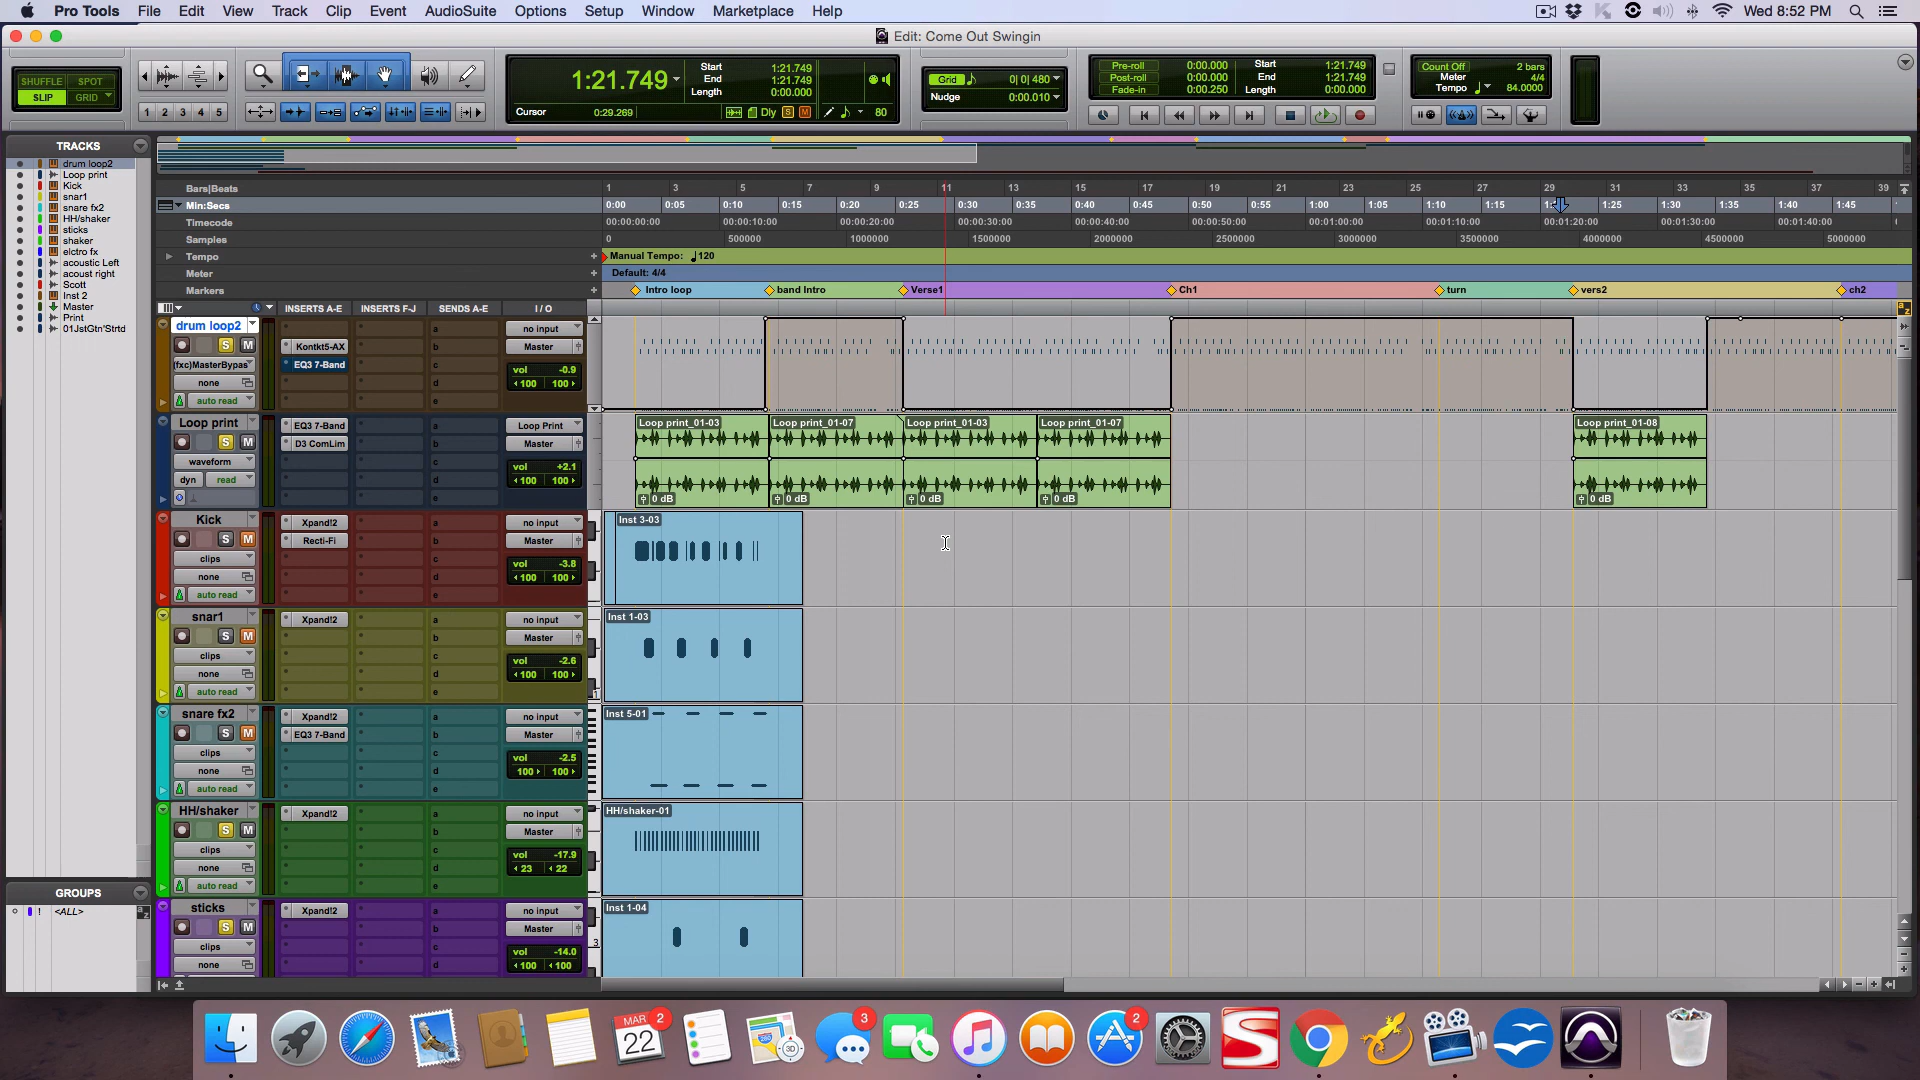 Pro Tools File Edit View Track Clip Event AudioSuite Options Setup Window Marketplace Help Wed 8:52 PM
Edit: Come Out Swingin
SHUFFLE SPOT
SLIP GRID
1 2 3 4 5
1:21.749
Start 1:21.749
End 1:21.749
Length 0:00.000
Cursor 0:29.269 Dly S M 80
Grid 0| 0| 480
Nudge 0:00.010
Pre-roll 0:00.000 Start 1:21.749
Post-roll 0:00.000 End 1:21.749
Fade-in 0:00.250 Length 0:00.000
Count Off 2 bars
Meter 4/4
Tempo 84.0000
TRACKS
drum loop2
Loop print
Kick
snar1
snare fx2
HH/shaker
sticks
shaker
elctro fx
acoustic Left
acoust right
Scott
Inst 2
Master
Print
01JstGtn'Strtd
GROUPS
! <ALL>
Bars|Beats 1 3 5 7 9 11 13 15 17 19 21 23 25 27 29 31 33 35 37 39
Min:Secs 0:00 0:05 0:10 0:15 0:20 0:25 0:30 0:35 0:40 0:45 0:50 0:55 1:00 1:05 1:10 1:15 1:25 1:30 1:35 1:40 1:45
Timecode 00:00:00:00 00:00:10:00 00:00:20:00 00:00:30:00 00:00:40:00 00:00:50:00 00:01:00:00 00:01:10:00 00:01:20:00 00:01:30:00 00:01:40:00
Samples 0 500000 1000000 1500000 2000000 2500000 3000000 3500000 4000000 4500000 5000000
Tempo Manual Tempo: 120
Meter Default: 4/4
Markers Intro loop band Intro Verse1 Ch1 turn vers2 ch2
INSERTS A-E INSERTS F-J SENDS A-E I / O
drum loop2
S M
(fxc)MasterBypas
none
auto read
Kontkt5-AX
EQ3 7-Band
a
b
c
d
e
no input
Master
vol -0.9
100 100
Loop print
S M
waveform
dyn read
EQ3 7-Band
D3 ComLim
a
b
c
d
e
Loop Print
Master
vol +2.1
100 100
Loop print_01-03 Loop print_01-07 Loop print_01-03 Loop print_01-07 Loop print_01-08
0 dB 0 dB 0 dB 0 dB 0 dB
Kick
S M
clips
none
auto read
Xpand!2
Recti-Fi
a
b
c
d
e
no input
Master
vol -3.8
100 100
Inst 3-03
snar1
S M
clips
none
auto read
Xpand!2
a
b
c
d
e
no input
Master
vol -2.6
100 100
Inst 1-03
snare fx2
S M
clips
none
auto read
Xpand!2
EQ3 7-Band
a
b
c
d
e
no input
Master
vol -2.5
100 100
Inst 5-01
HH/shaker
S M
clips
none
auto read
Xpand!2
a
b
c
d
e
no input
Master
vol -17.9
23 22
HH/shaker-01
sticks
S M
clips
none
Xpand!2
a
b
c
d
no input
Master
vol -14.0
100 100
3
Inst 1-04
MAR 2
22
3D
3
2
S